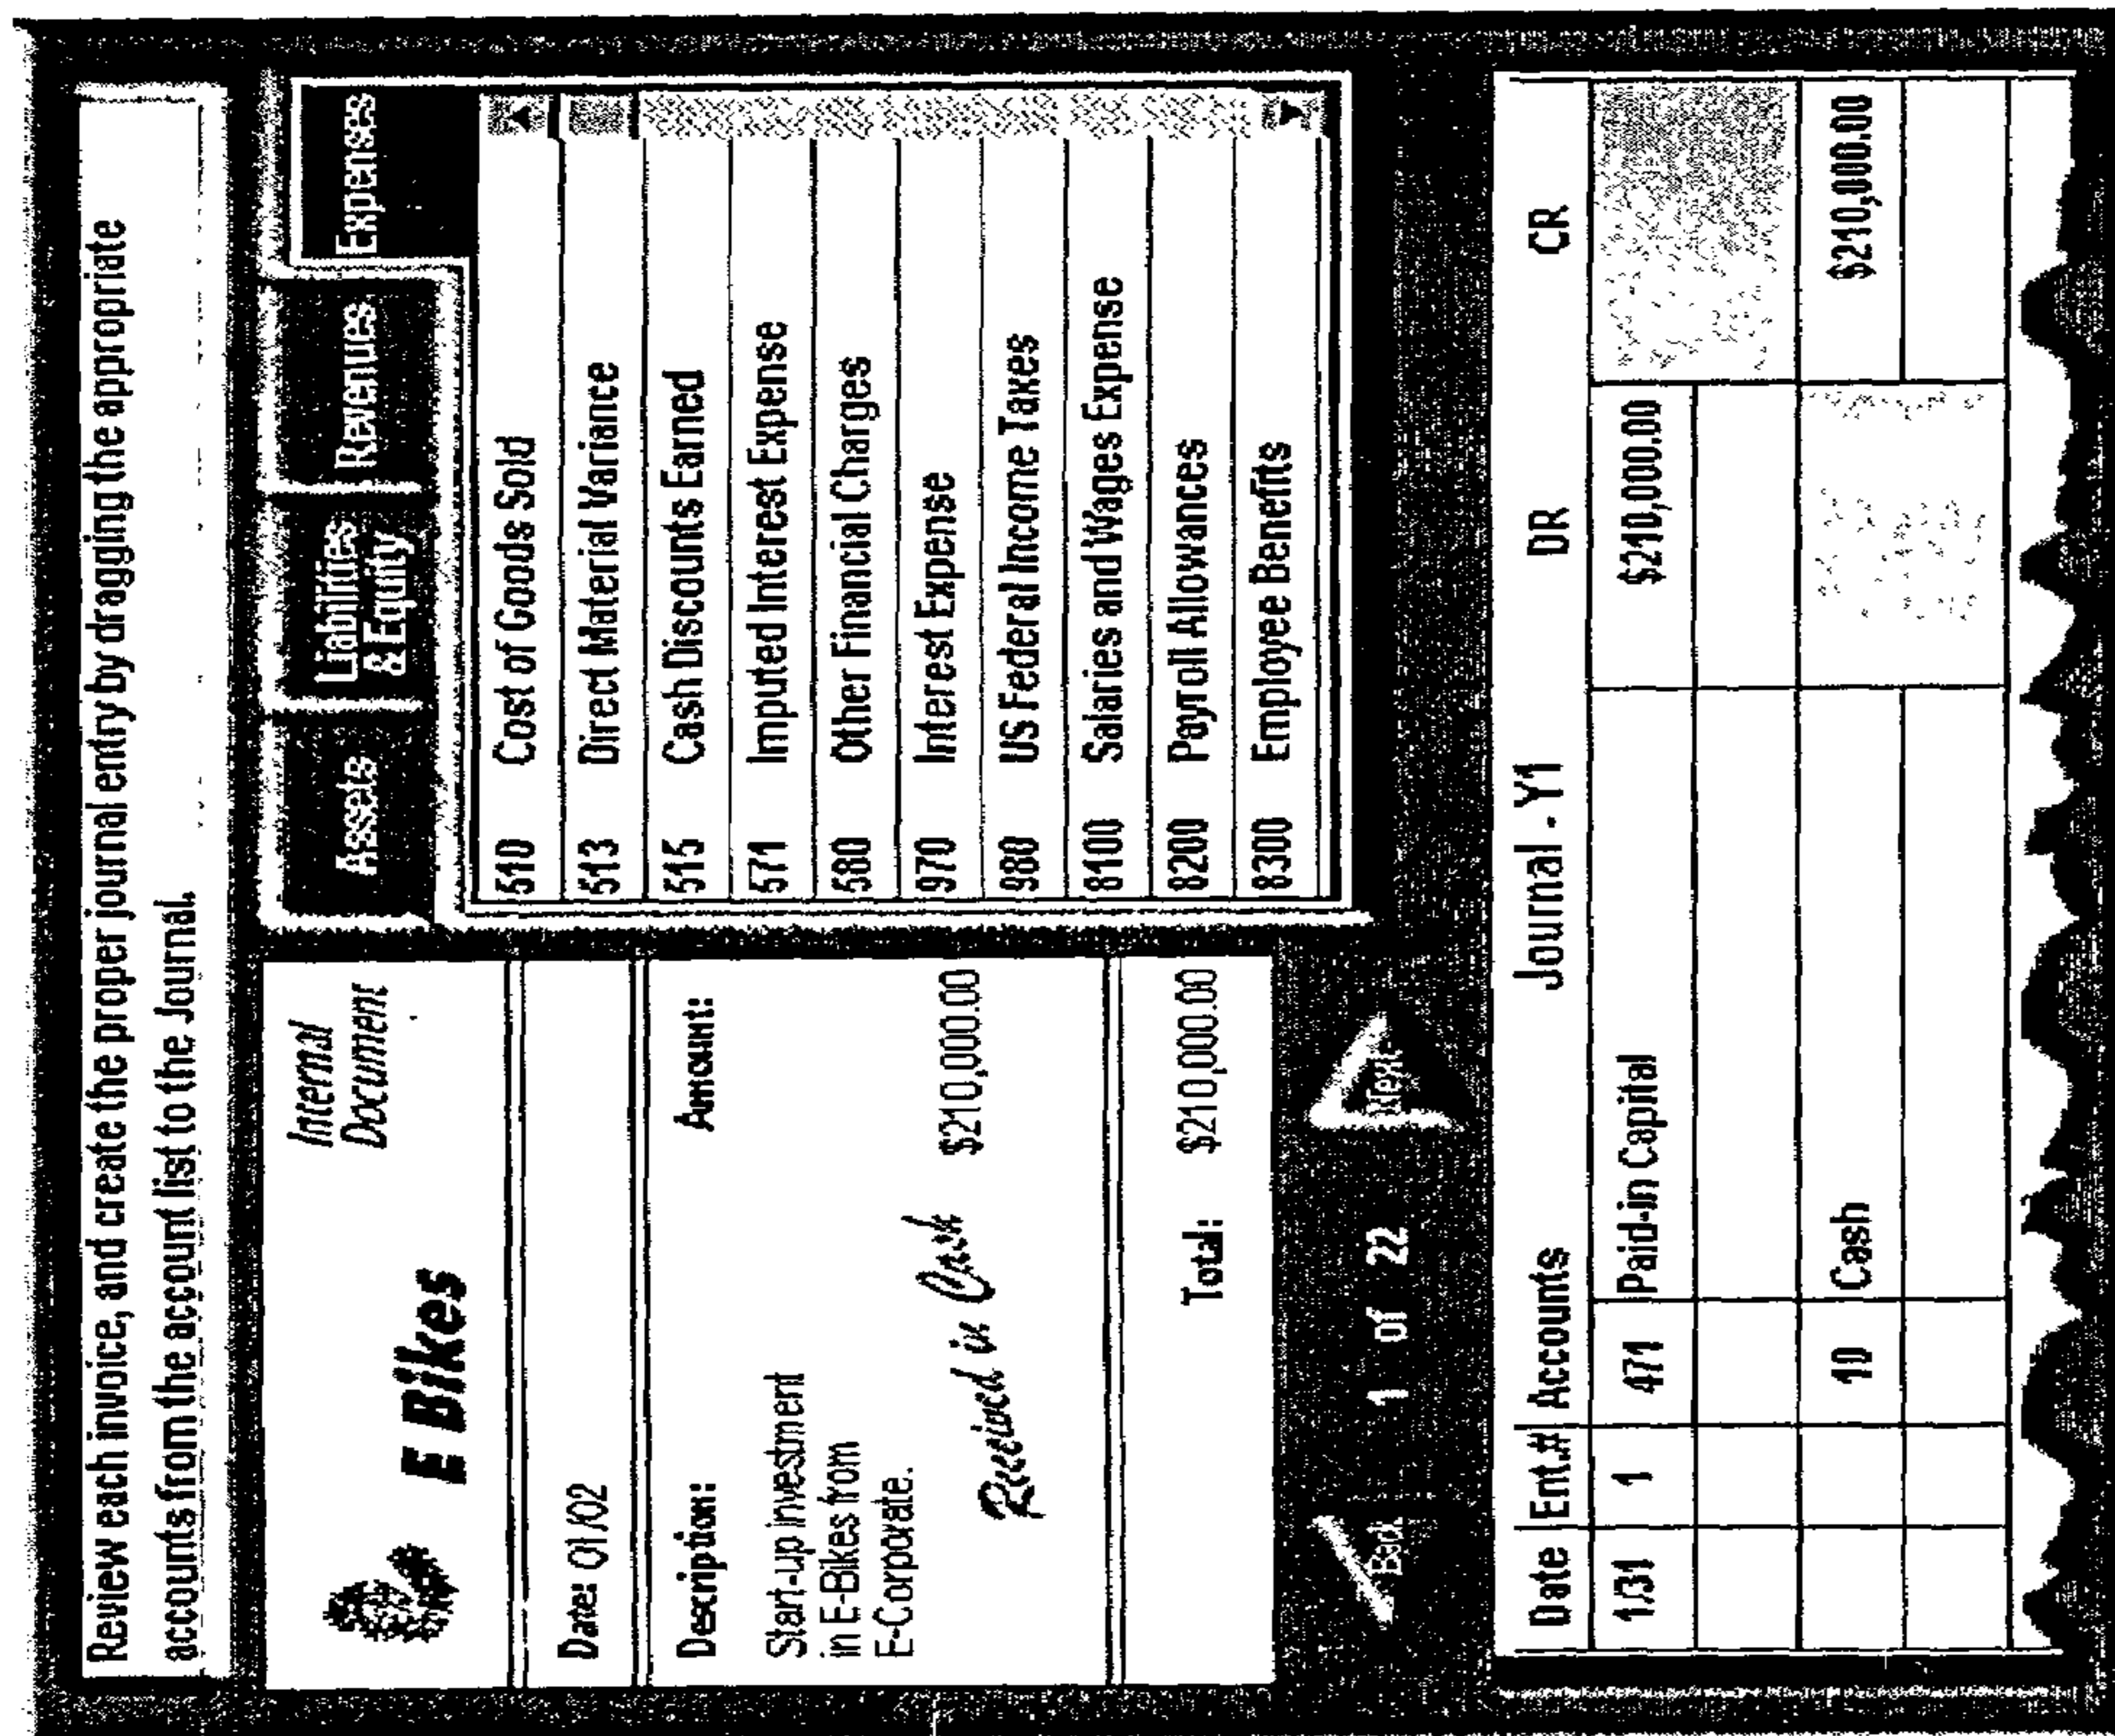 Review each invoice, and create the proper journal entry by dragging the appropriate
accounts from the account list to the Journal.
E Bikes
Internal
Document
Date: 01/02
Description:
Amount:
Start-up investment
in E-Bikes from
E-Corporate.
Received in Cash
$210,000.00
Total:
$210,000.00
Back
1 of 22
Next
Assets
Liabilities
& Equity
Revenues
Expenses
510 Cost of Goods Sold
513 Direct Material Variance
515 Cash Discounts Earned
571 Imputed Interest Expense
580 Other Financial Charges
970 Interest Expense
980 US Federal Income Taxes
8100 Salaries and Wages Expense
8200 Payroll Allowances
8300 Employee Benefits
Journal - Y1
Date Ent.# Accounts DR CR
1/31 1 471 Paid-in Capital $210,000.00
10 Cash $210,000.00